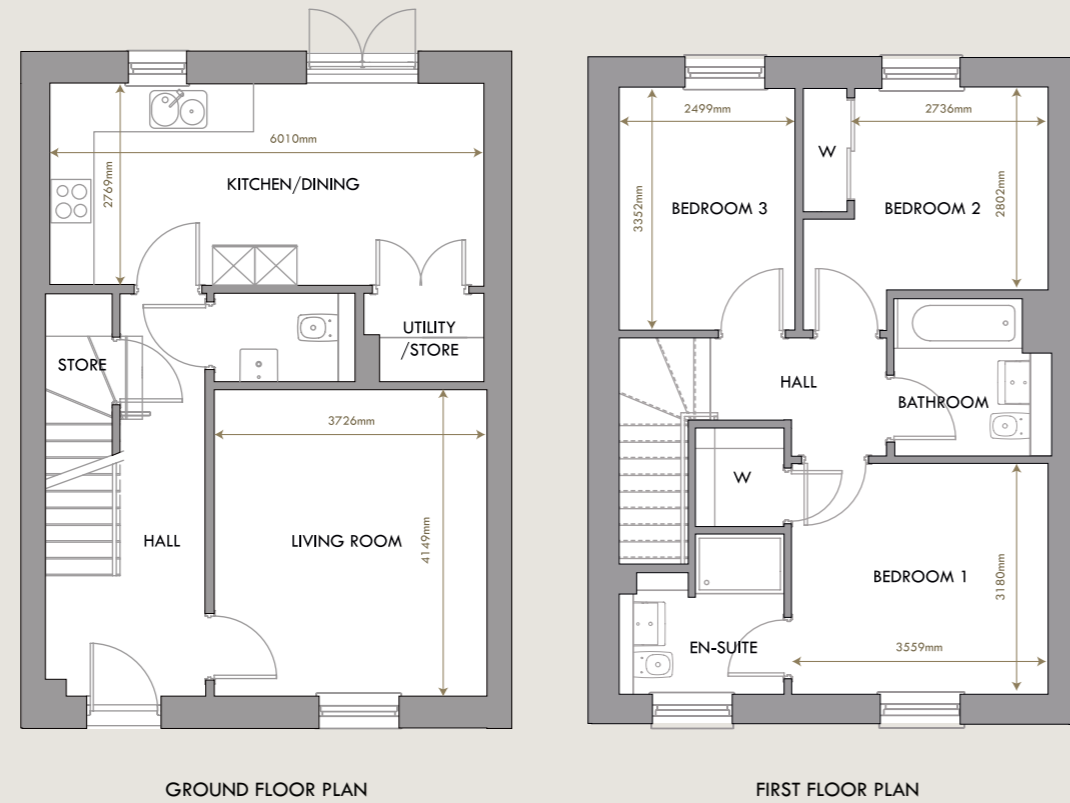 6010mm
2769mm
KITCHEN/DINING
STORE
UTILITY
/STORE
3726mm
4149mm
HALL
LIVING ROOM
GROUND FLOOR PLAN
2499mm
2736mm
3352mm
W
2802mm
BEDROOM 3
BEDROOM 2
HALL
BATHROOM
W
BEDROOM 1
3180mm
EN-SUITE
3559mm
FIRST FLOOR PLAN